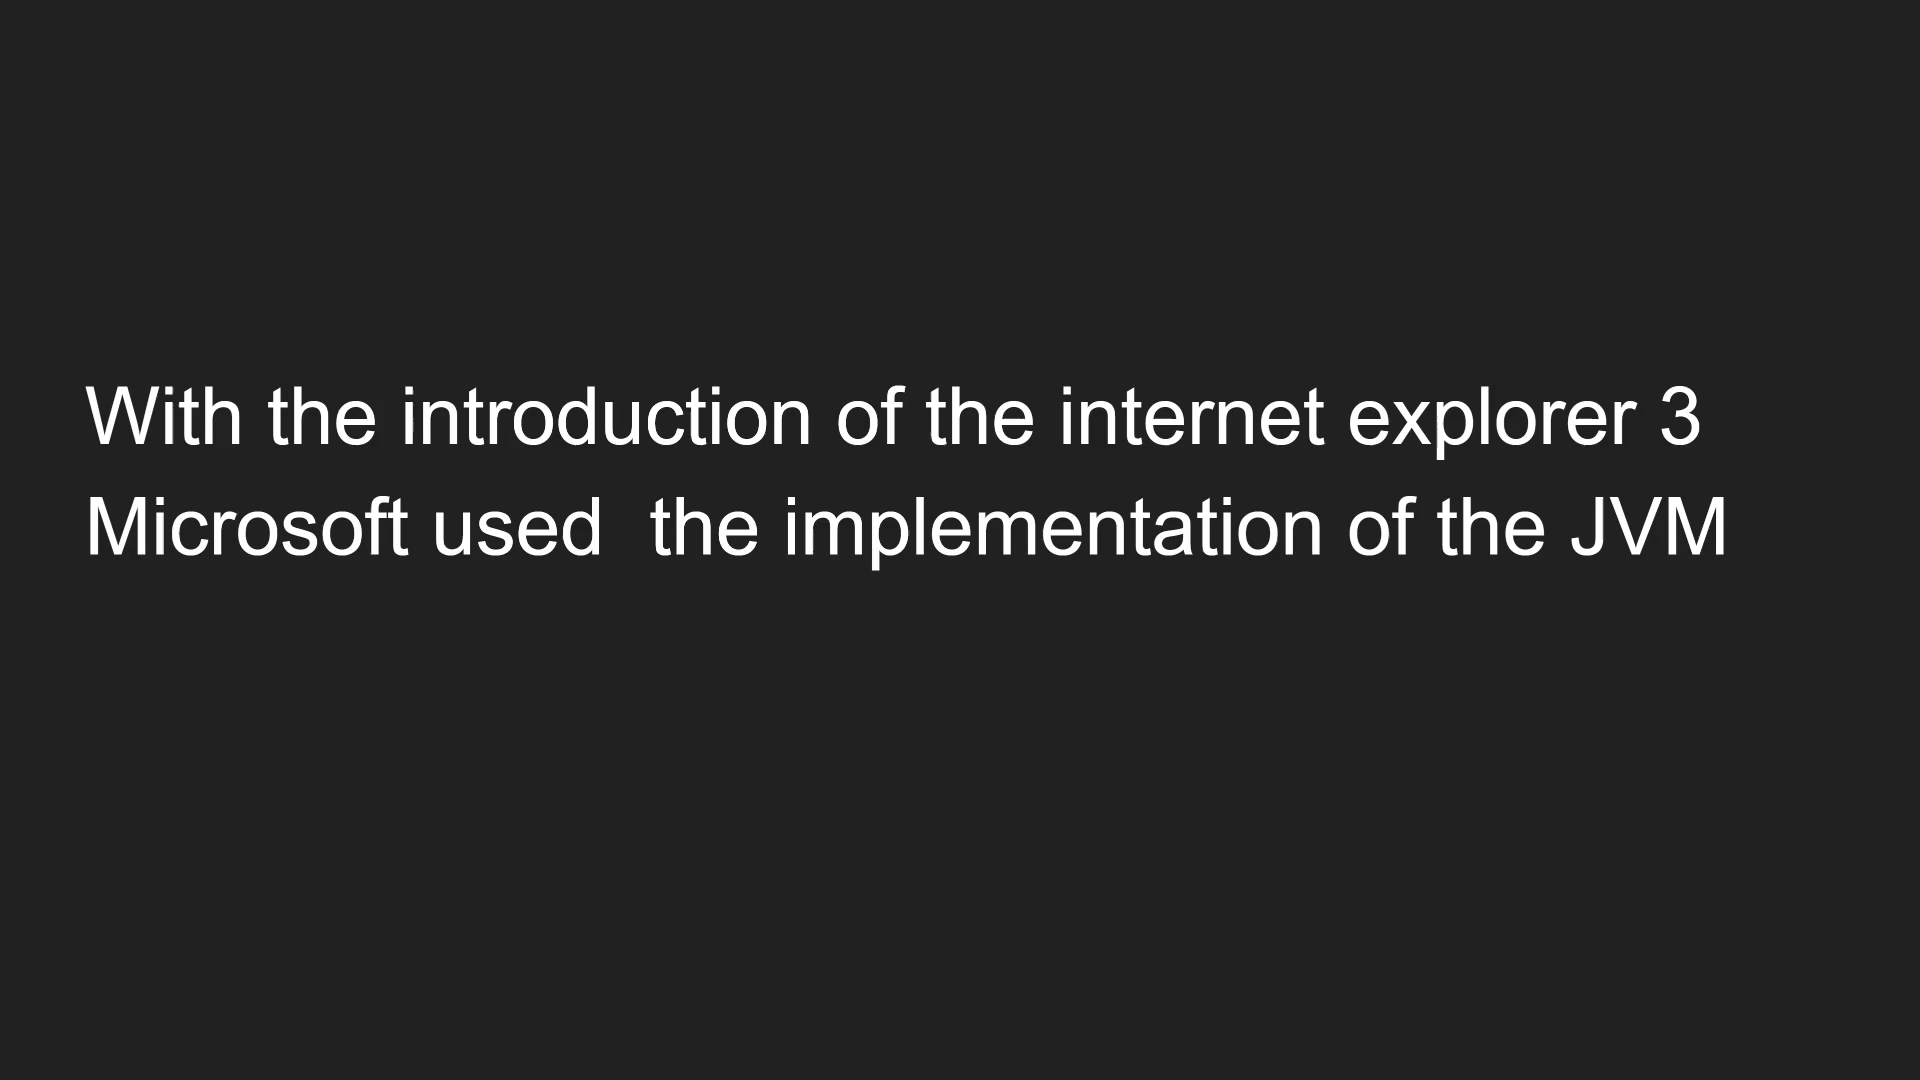 With the introduction of the internet explorer 3
Microsoft used  the implementation of the JVM